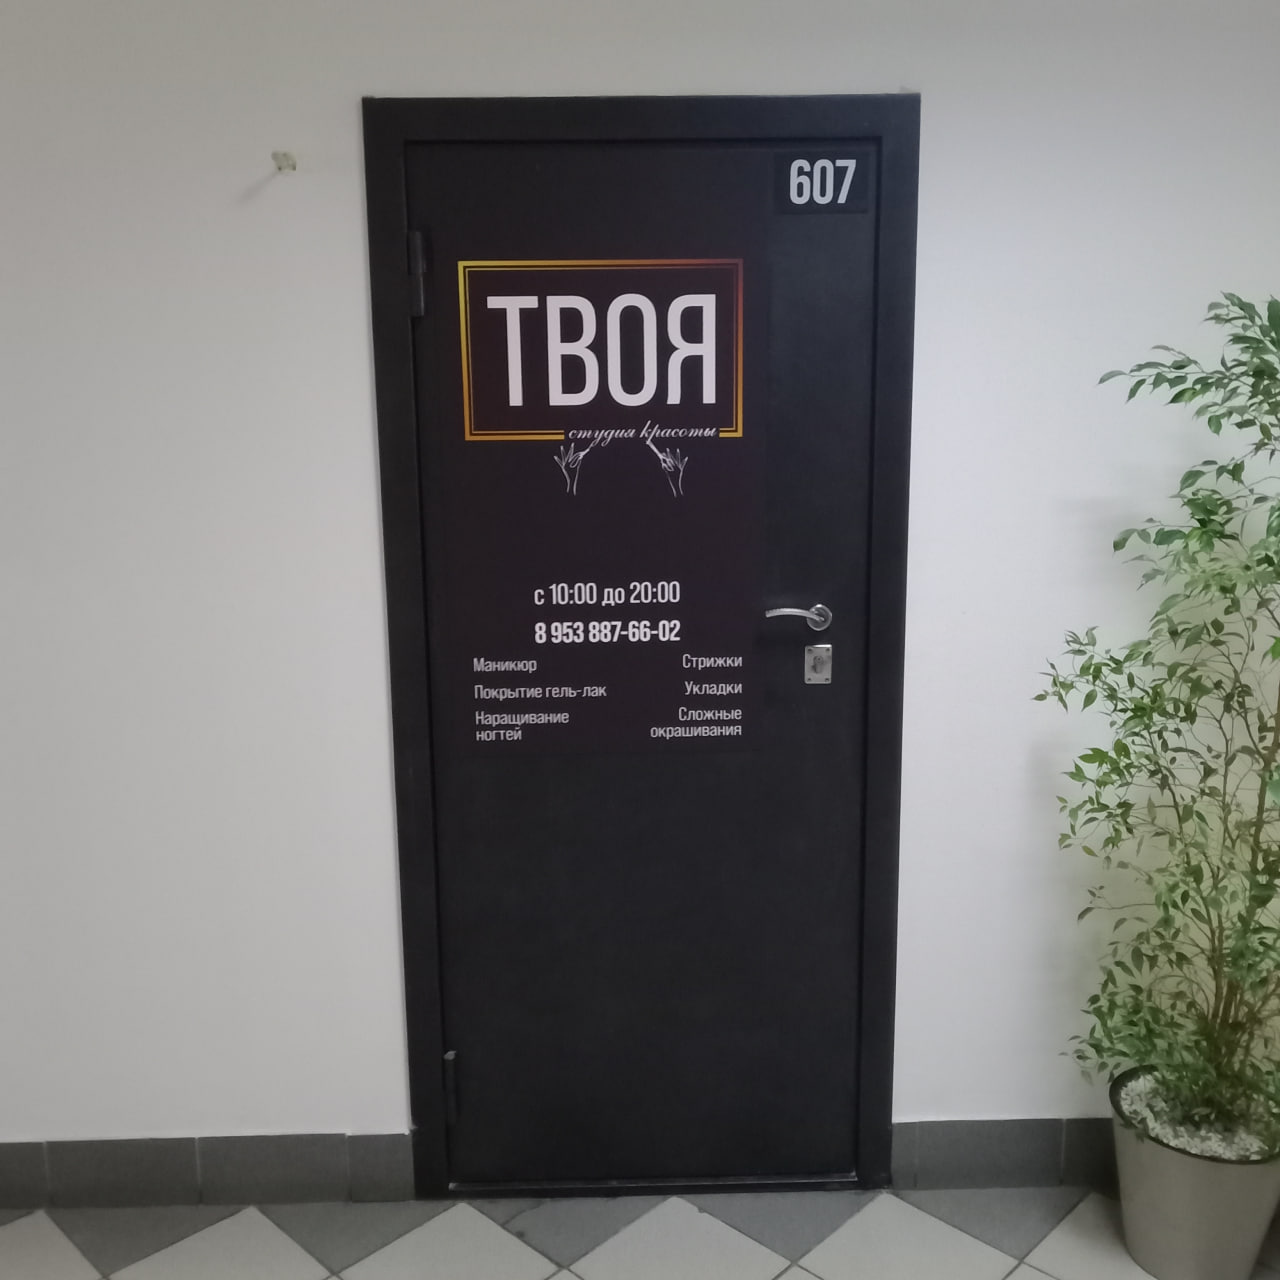 607
ТВОЯ
студия красоты
с 10:00 до 20:00
8 953 887-66-02
Маникюр
Покрытие гель-лак
Наращивание
ногтей
Стрижки
Укладки
Сложные
окрашивания